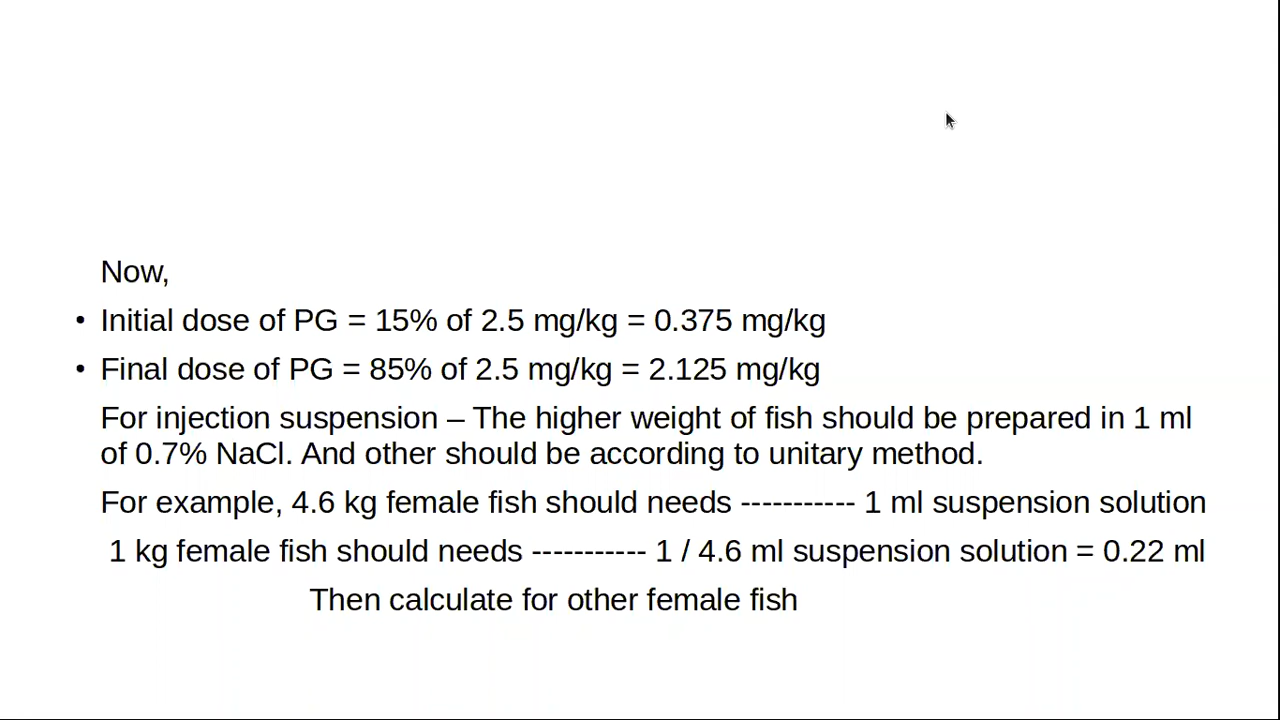 Now,
• Initial dose of PG = 15% of 2.5 mg/kg = 0.375 mg/kg
• Final dose of PG = 85% of 2.5 mg/kg = 2.125 mg/kg
For injection suspension – The higher weight of fish should be prepared in 1 ml
of 0.7% NaCl. And other should be according to unitary method.
For example, 4.6 kg female fish should needs ----------- 1 ml suspension solution
1 kg female fish should needs ----------- 1 / 4.6 ml suspension solution = 0.22 ml
Then calculate for other female fish